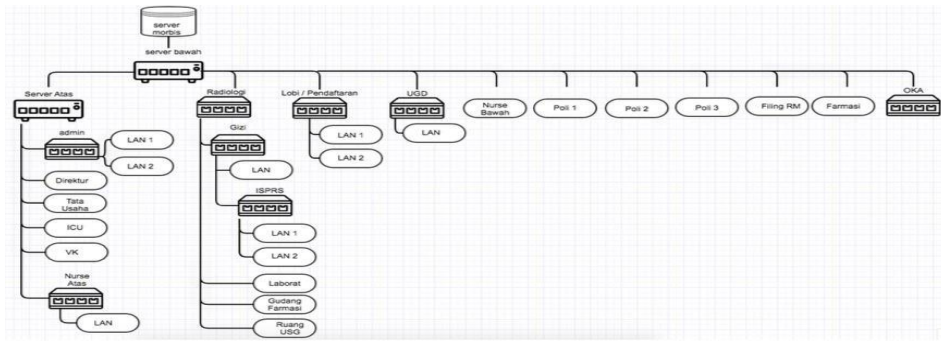 server
morbis
server bawah
Server Atas
Radiologi
Lobi / Pendaftaran
UGD
OKA
Nurse
Bawah
Poli 1
Poli 2
Poli 3
Filing RM
Farmasi
admin
LAN 1
LAN 2
Direktur
Tata
Usaha
ICU
VK
Nurse
Atas
LAN
Gizi
LAN
ISPRS
LAN 1
LAN 2
Laborat
Gudang
Farmasi
Ruang
USG
LAN 1
LAN 2
LAN